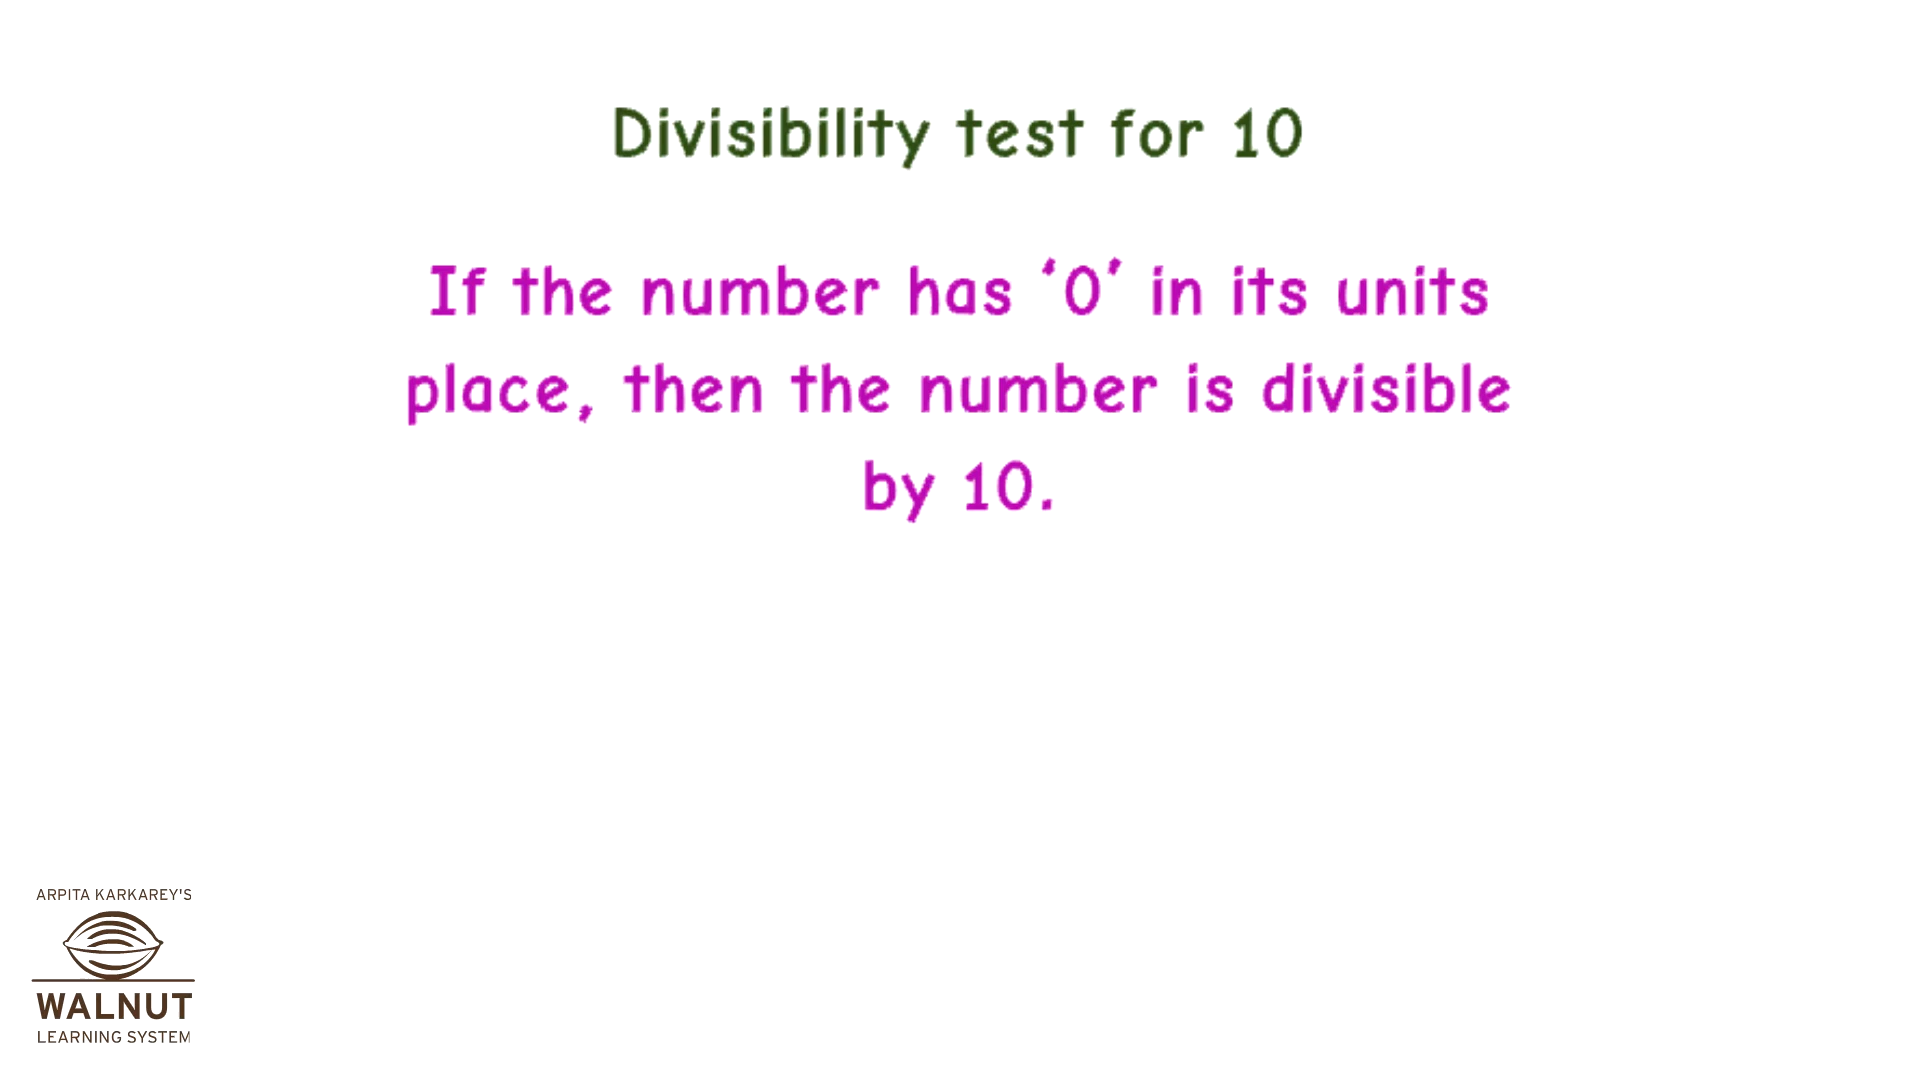 Divisibility test for 10
If the number has ‘0’ in its units
place, then the number is divisible
by 10.
ARPITA KARKAREY'S
WALNUT
LEARNING SYSTEM